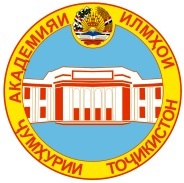 АКАДЕМИЯИ ИЛМҲОИ
ҶУМҲУРИИ ТОҶИКИСТОН